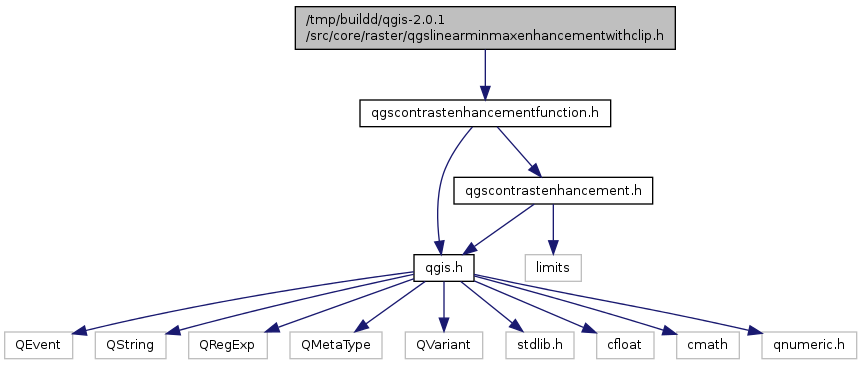 /tmp/buildd/qgis-2.0.1
/src/core/raster/qgslinearminmaxenhancementwithclip.h
qgscontrastenhancementfunction.h
qgscontrastenhancement.h
qgis.h
limits
QEvent
QString
QRegExp
QMetaType
QVariant
stdlib.h
cfloat
cmath
qnumeric.h